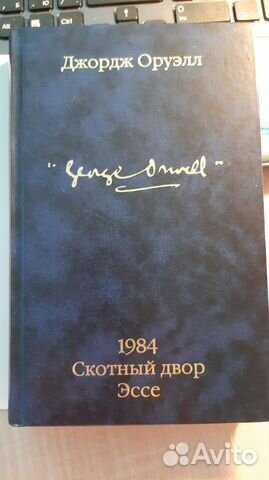 Джордж Оруэлл
"George Orwell"
1984
Скотный двор
Эссе
Avito